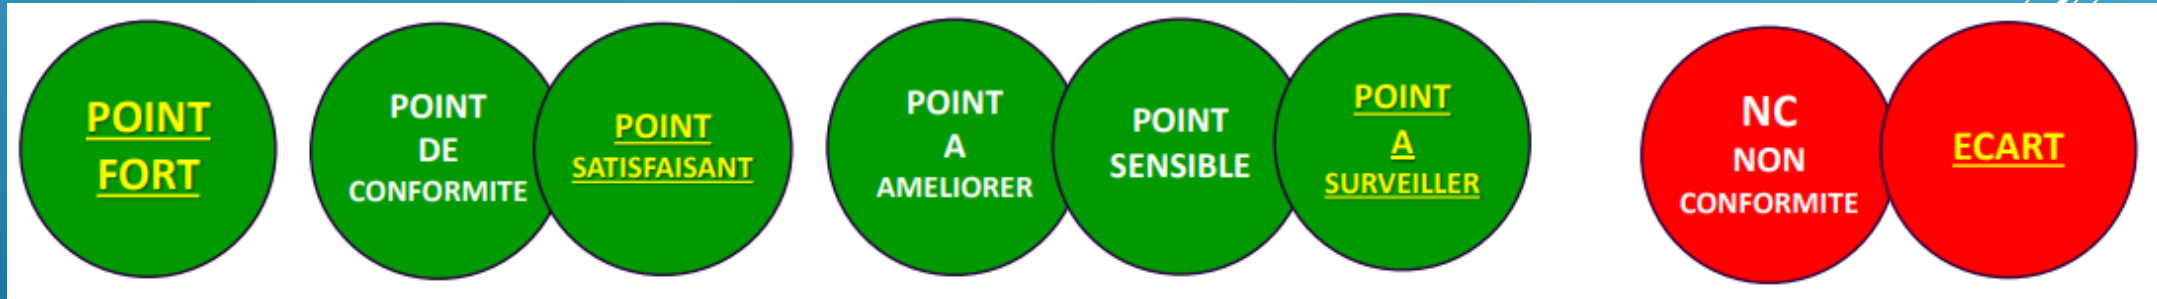 POINT
FORT
POINT
DE
CONFORMITE
POINT
SATISFAISANT
POINT
A
AMELIORER
POINT
SENSIBLE
POINT
A
SURVEILLER
NC
NON
CONFORMITE
ECART